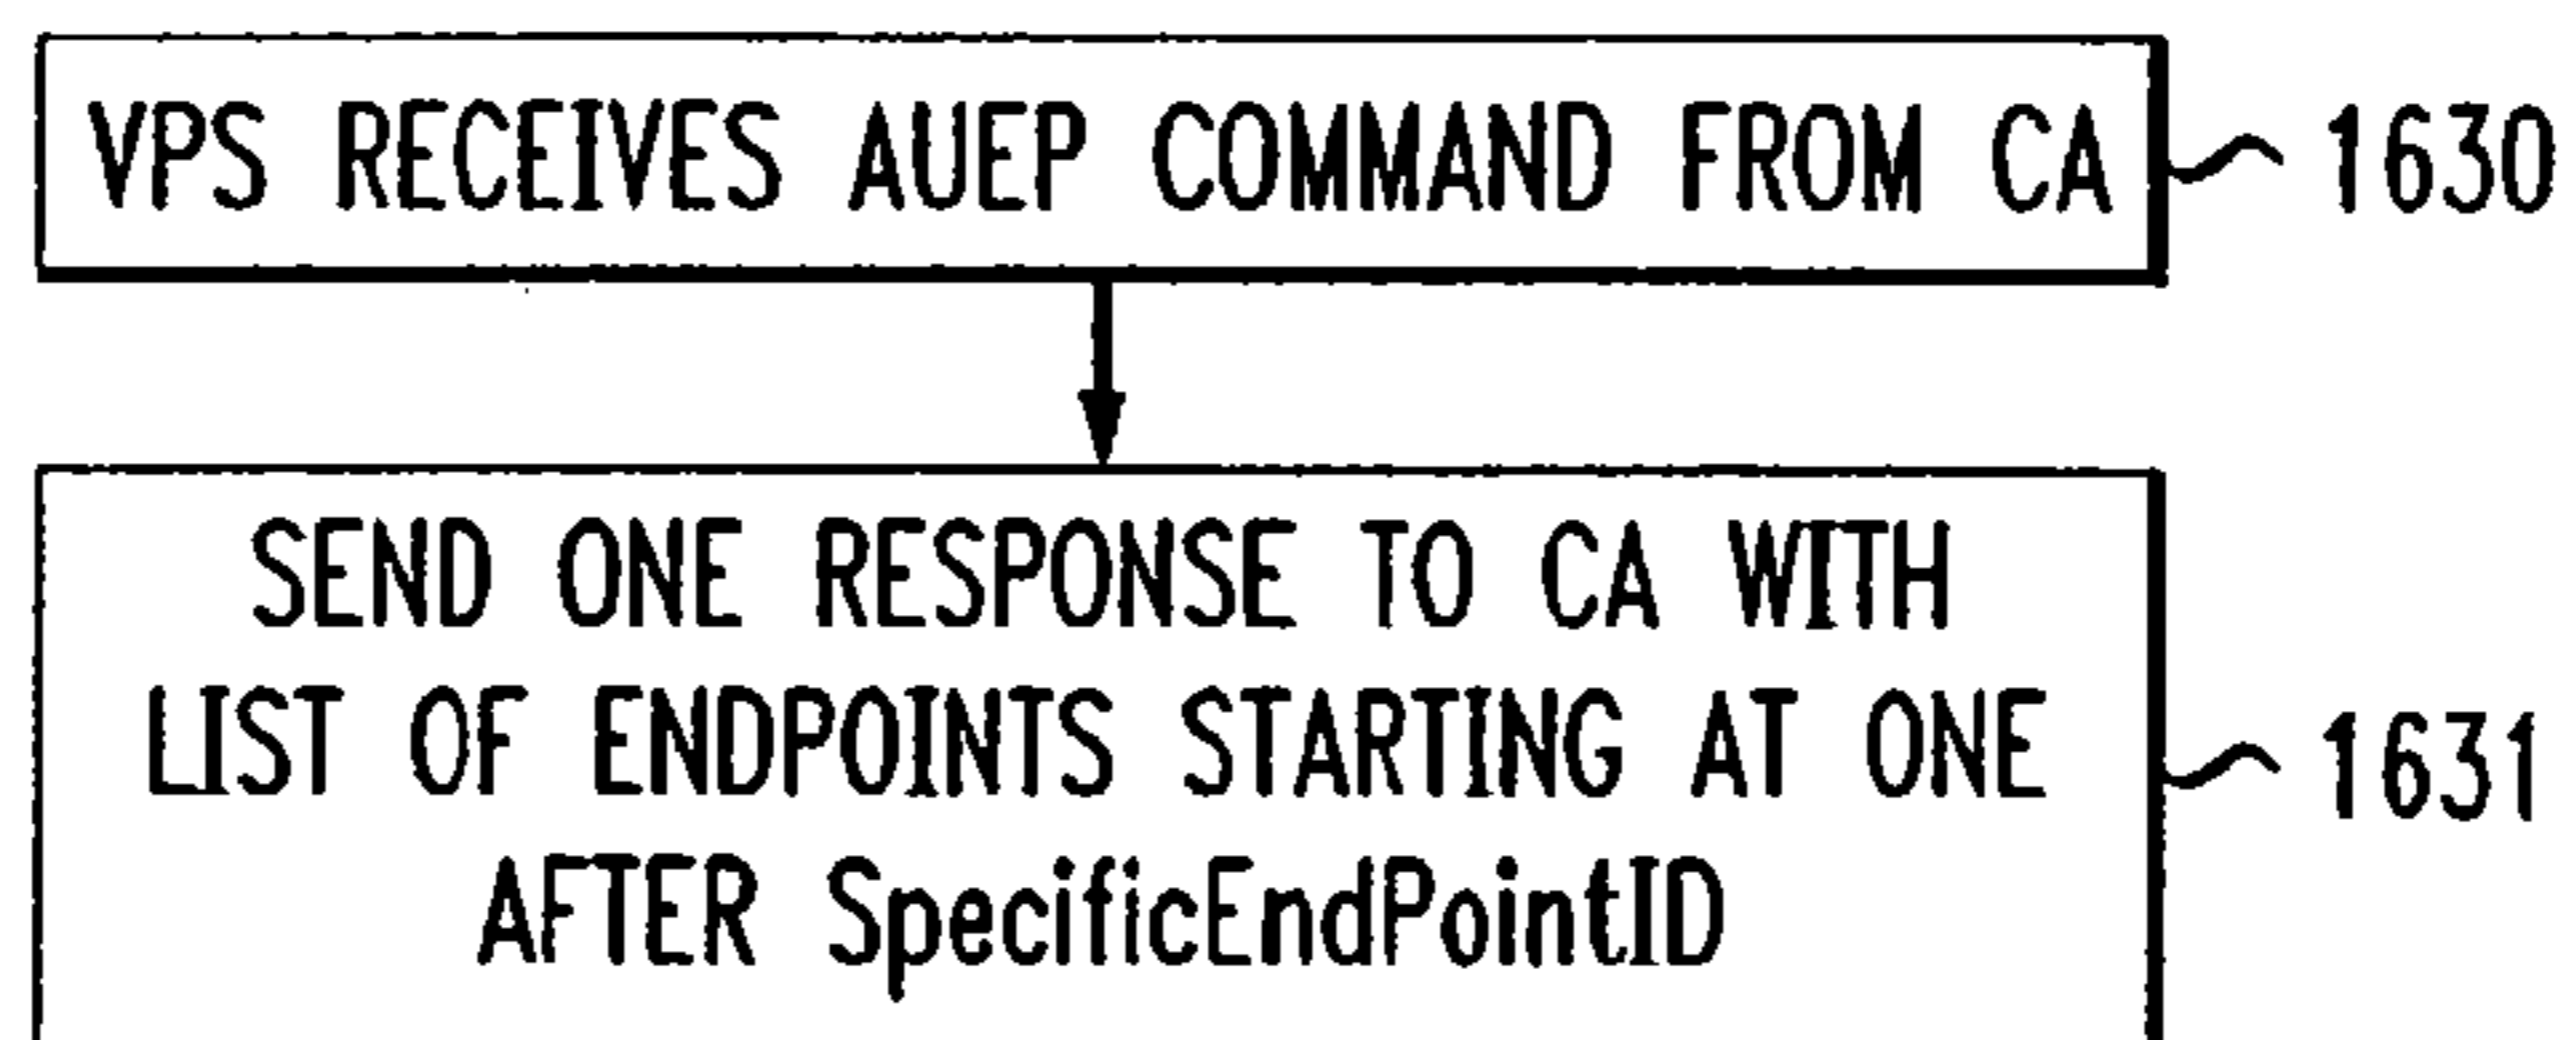 VPS RECEIVES AUEP COMMAND FROM CA
1630
SEND ONE RESPONSE TO CA WITH
LIST OF ENDPOINTS STARTING AT ONE
AFTER SpecificEndPointID
1631